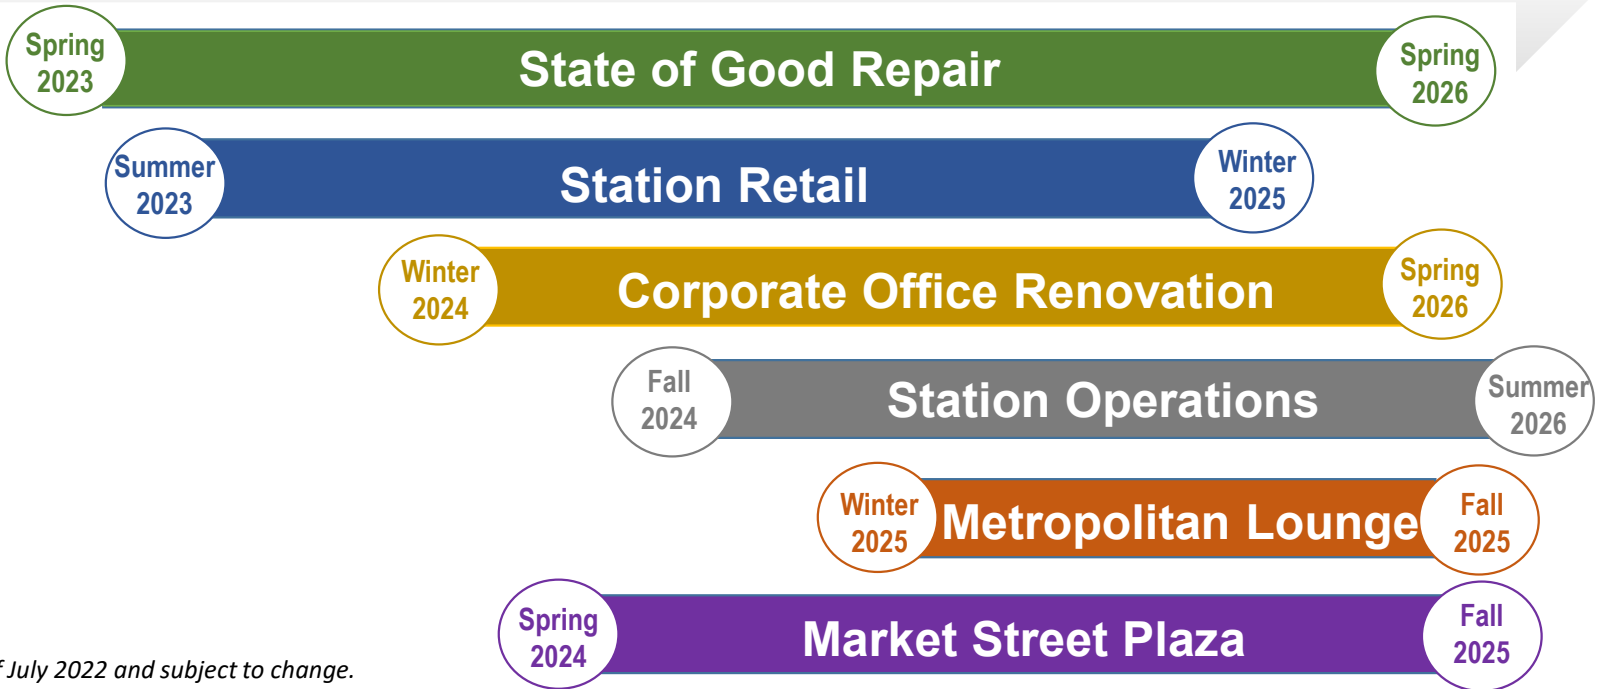 Spring
2023
State of Good Repair
Spring
2026
Summer
2023
Station Retail
Winter
2025
Winter
2024
Corporate Office Renovation
Spring
2026
Fall
2024
Station Operations
Summer
2026
Winter
2025
Metropolitan Lounge
Fall
2025
Spring
2024
Market Street Plaza
Fall
2025
July 2022 and subject to change.